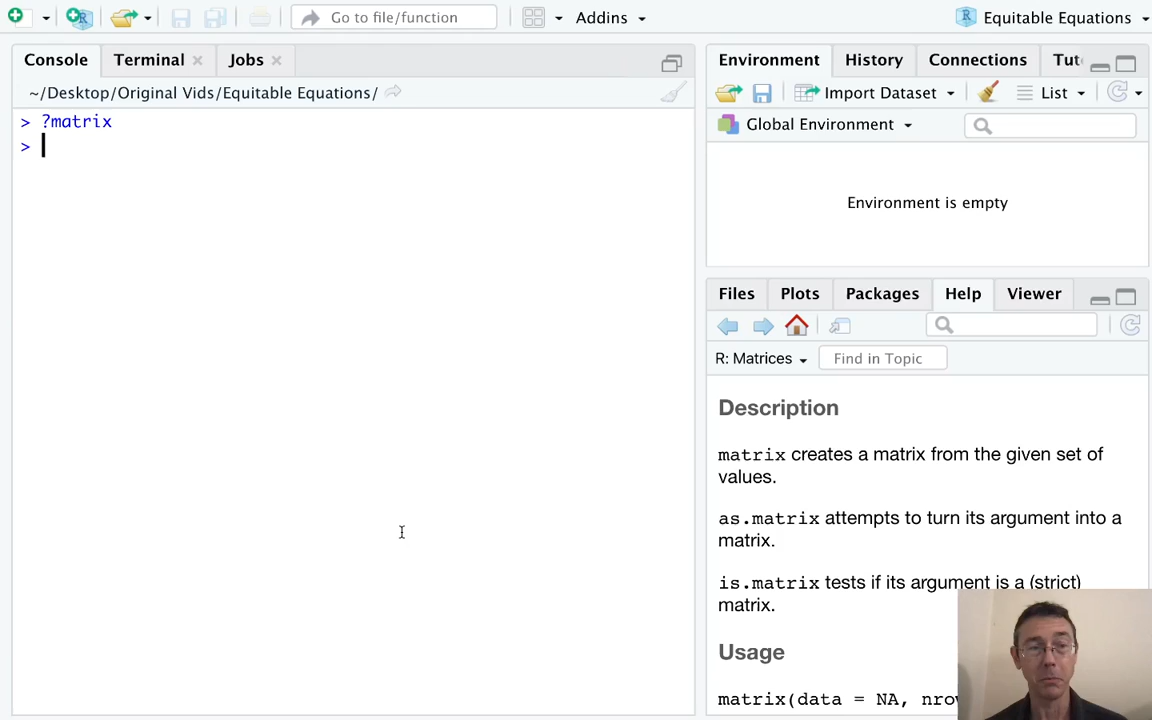 Go to file/function
Addins
Equitable Equations
Console
Terminal
Jobs
~/Desktop/Original Vids/Equitable Equations/
> ?matrix
>
Environment
History
Connections
Tut
Import Dataset
List
Global Environment
Environment is empty
Files
Plots
Packages
Help
Viewer
R: Matrices
Find in Topic
Description
matrix creates a matrix from the given set of
values.
as.matrix attempts to turn its argument into a
matrix.
is.matrix tests if its argument is a (strict)
matrix.
Usage
matrix(data = NA, nrow